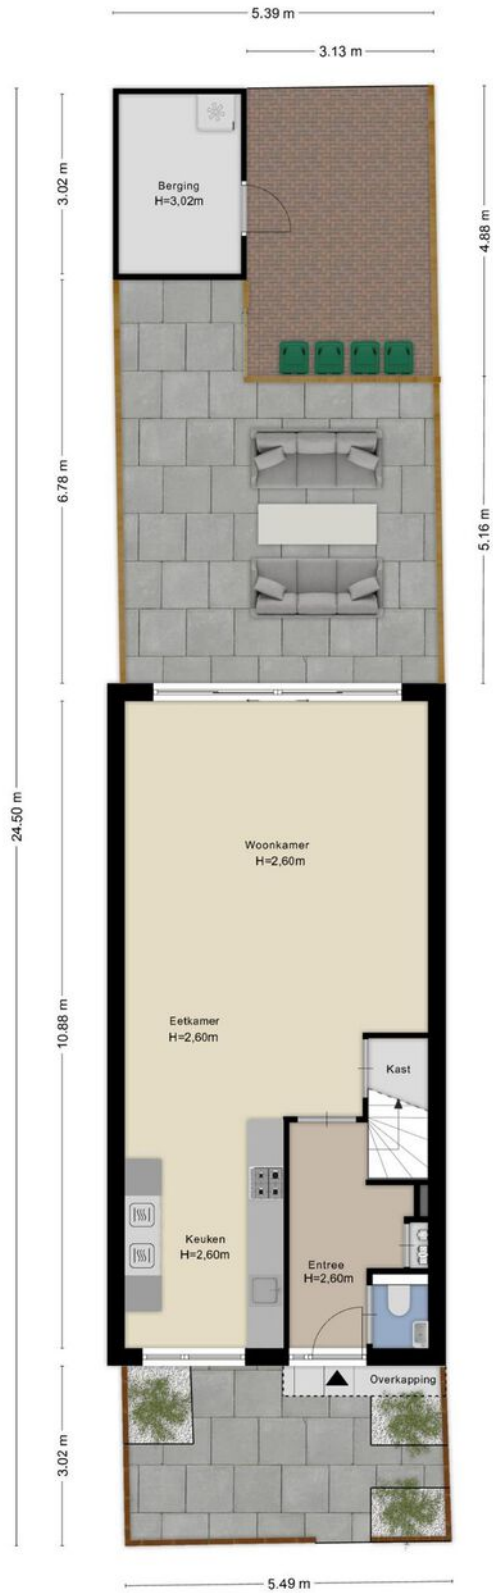 5.39 m
3.13 m
3.02 m
Berging
H=3,02m
4.88 m
6.78 m
5.16 m
24.50 m
Woonkamer
H=2,60m
10.88 m
Eetkamer
H=2,60m
Kast
Keuken
H=2,60m
Entree
H=2,60m
Overkapping
3.02 m
5.49 m